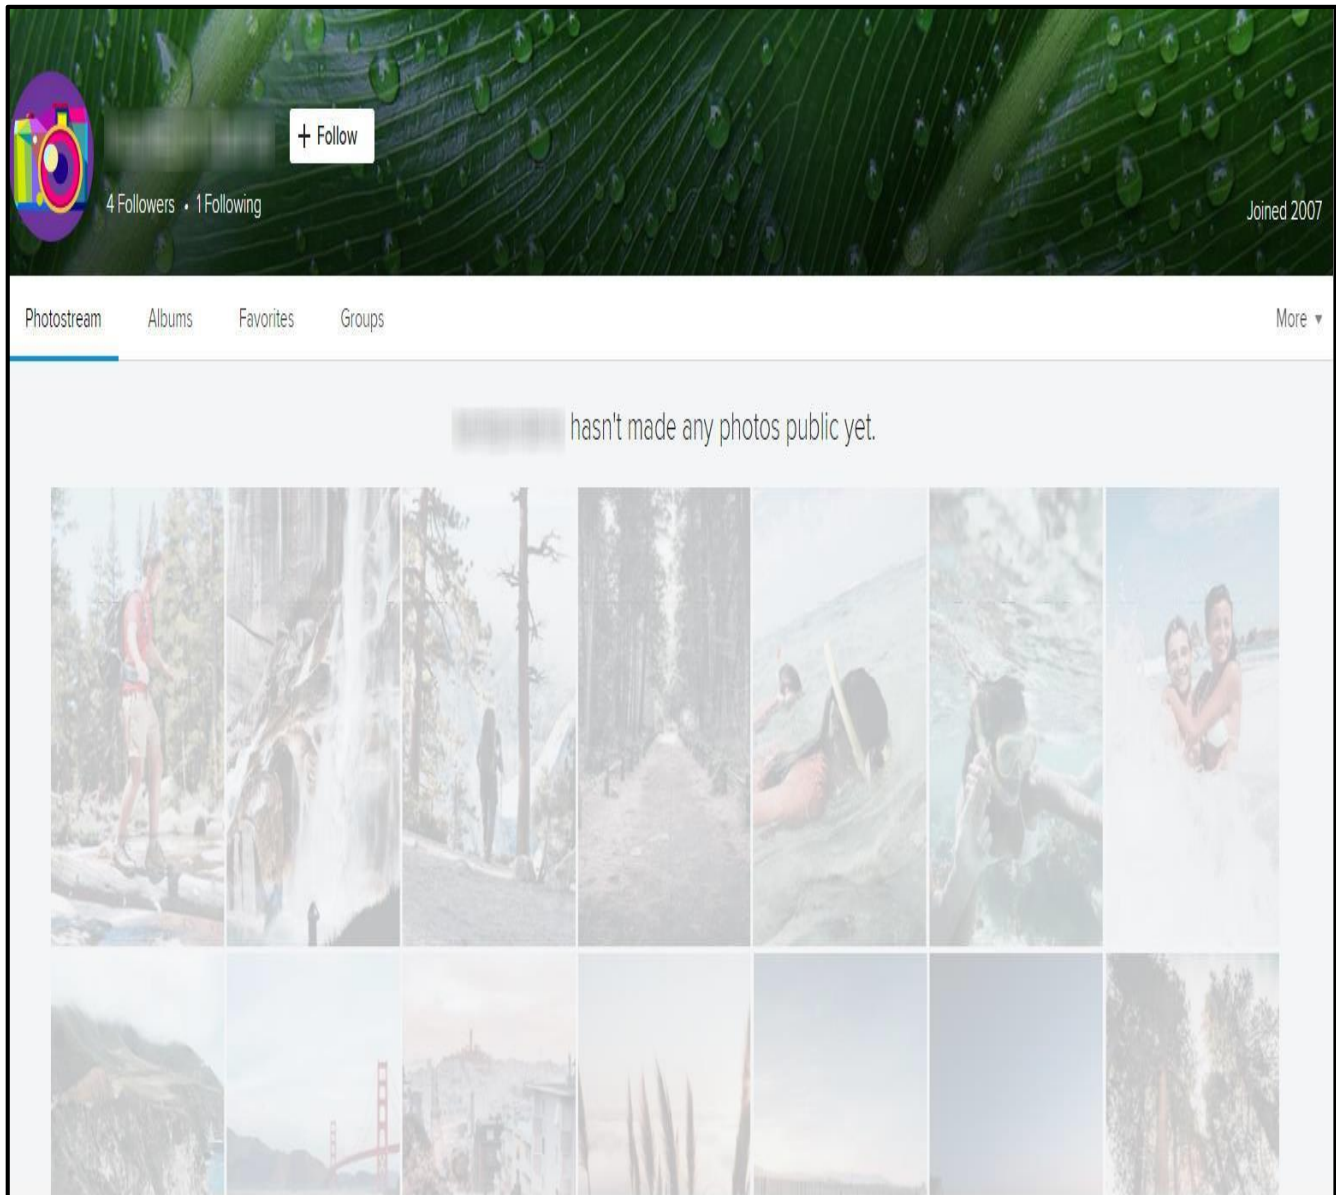 + Follow
4 Followers • 1 Following
Joined 2007
Photostream Albums Favorites Groups More ▾
hasn't made any photos public yet.